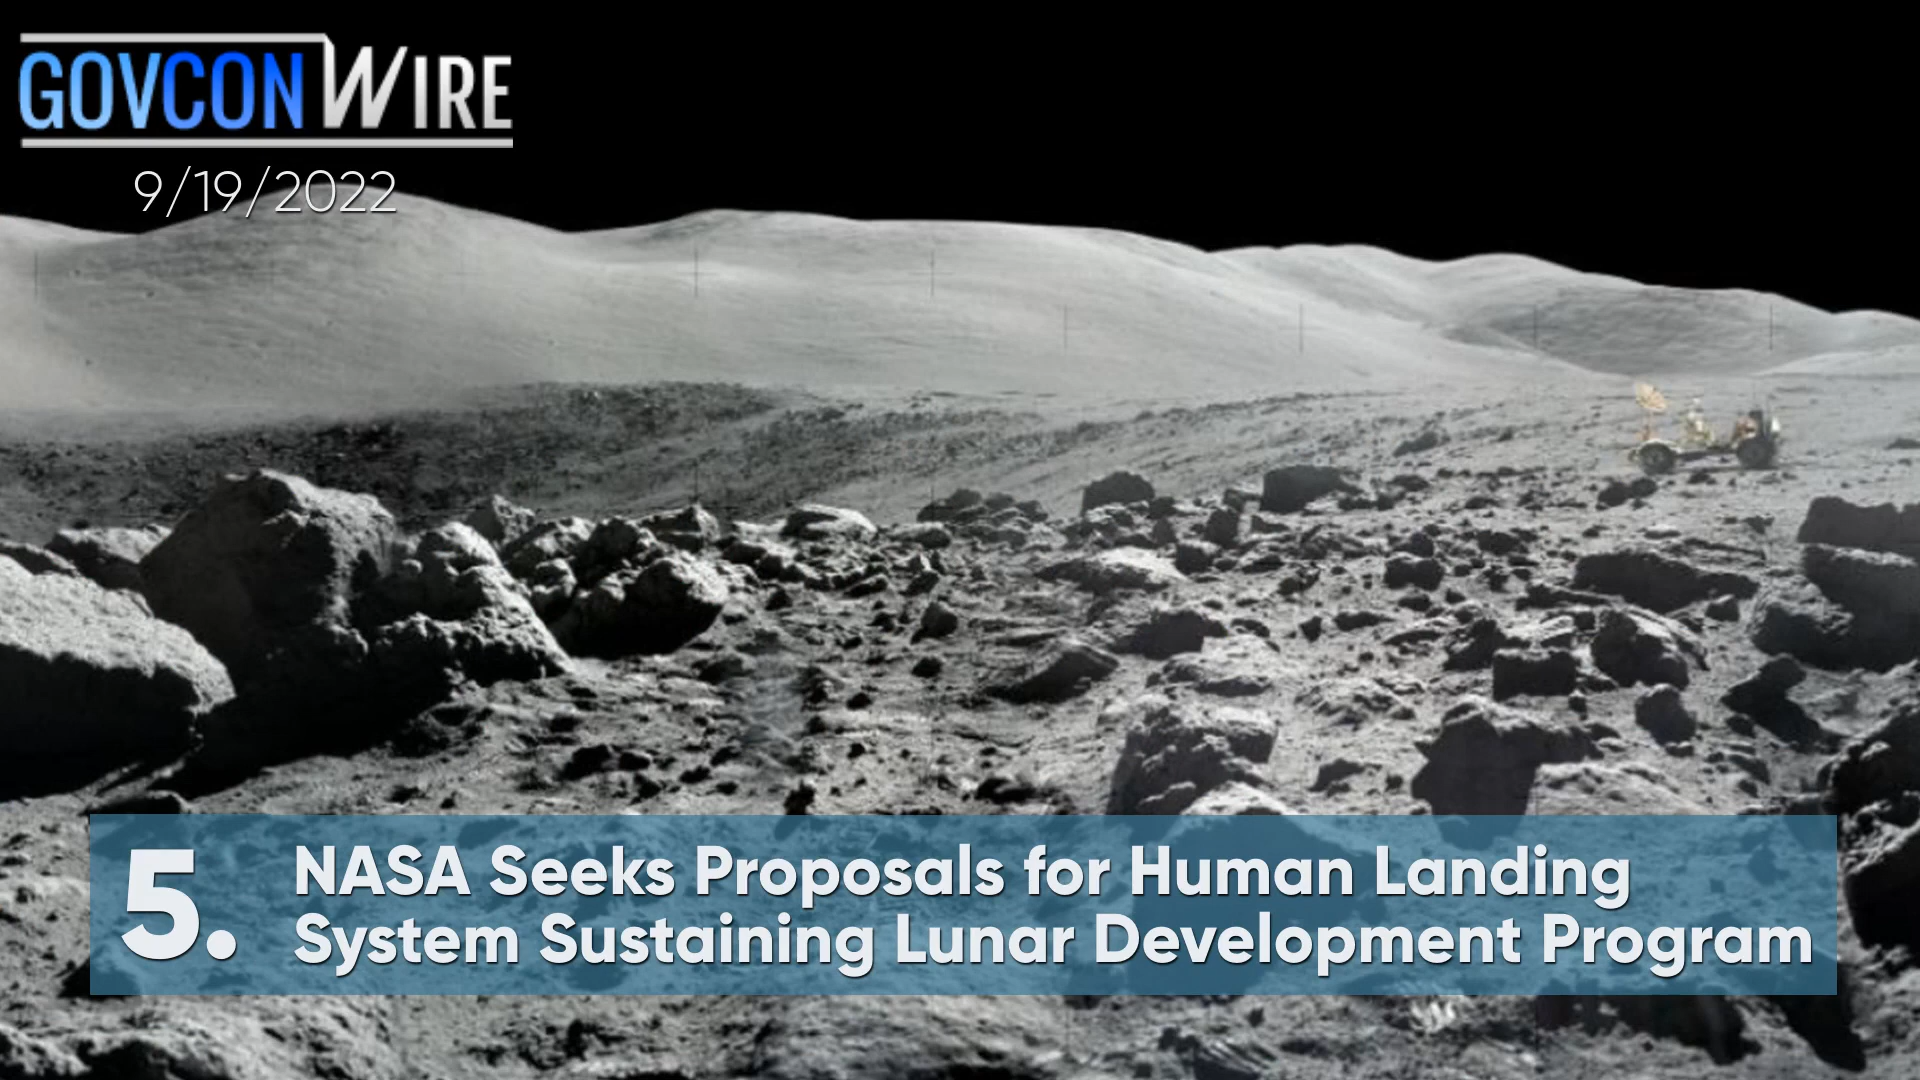 GOVCONWIRE
9/19/2022
5. NASA Seeks Proposals for Human Landing
System Sustaining Lunar Development Program